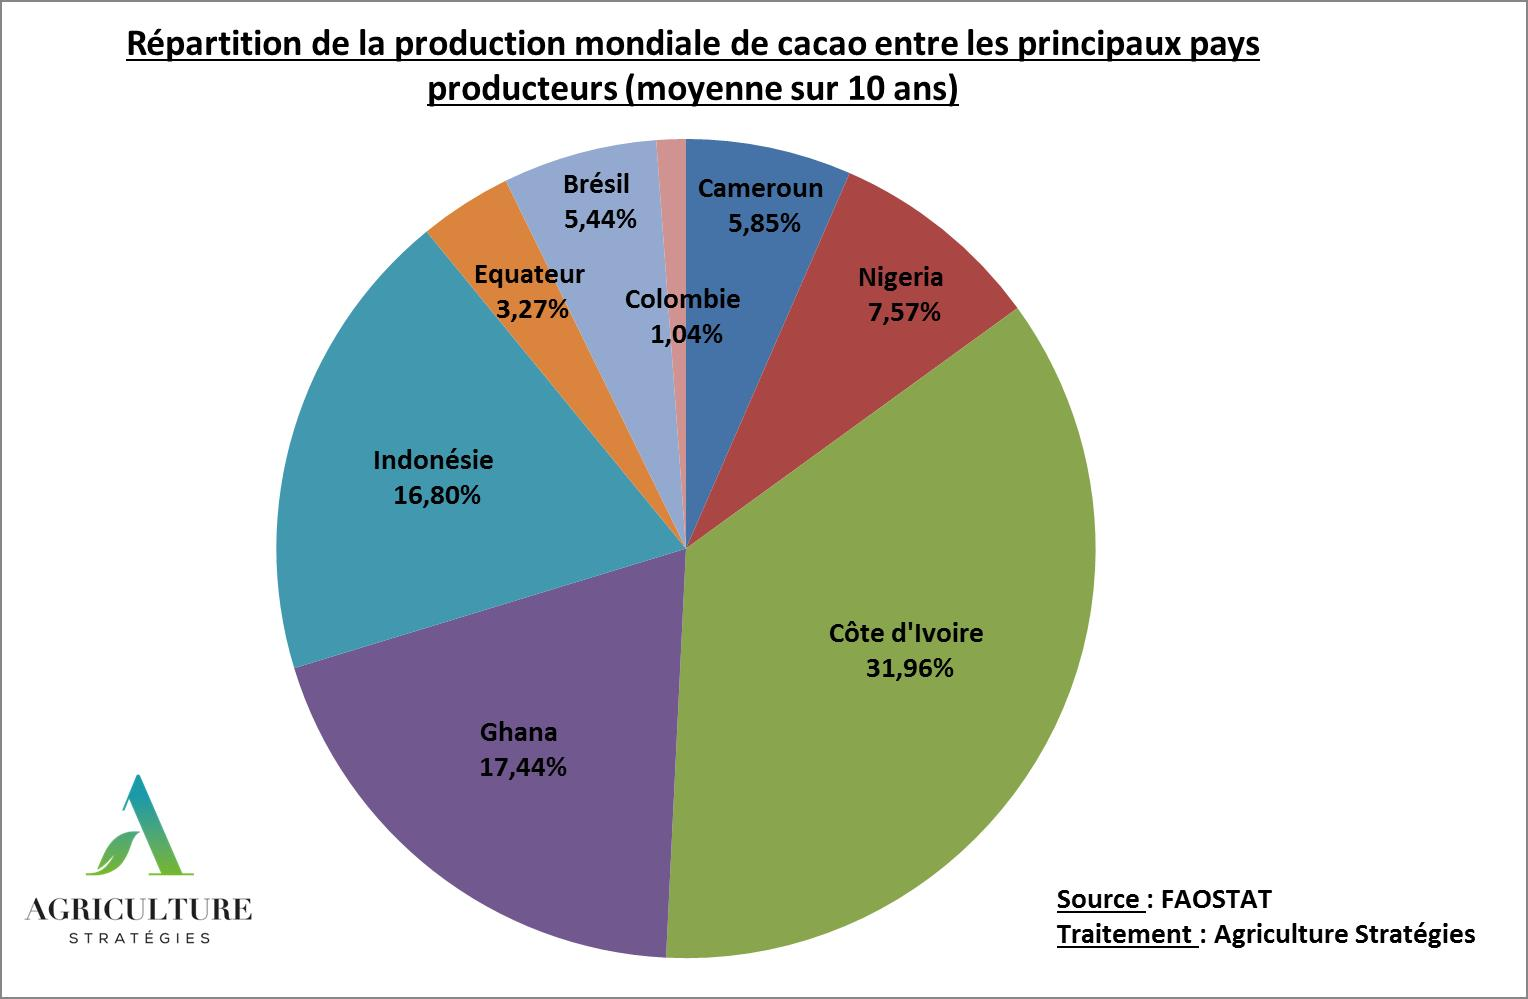 Répartition de la production mondiale de cacao entre les principaux pays
producteurs (moyenne sur 10 ans)
Brésil
5,44%
Cameroun
5,85%
Equateur
3,27%
Colombie
1,04%
Nigeria
7,57%
Indonésie
16,80%
Côte d'Ivoire
31,96%
Ghana
17,44%
AGRICULTURE
STRATÉGIES
Source : FAOSTAT
Traitement : Agriculture Stratégies